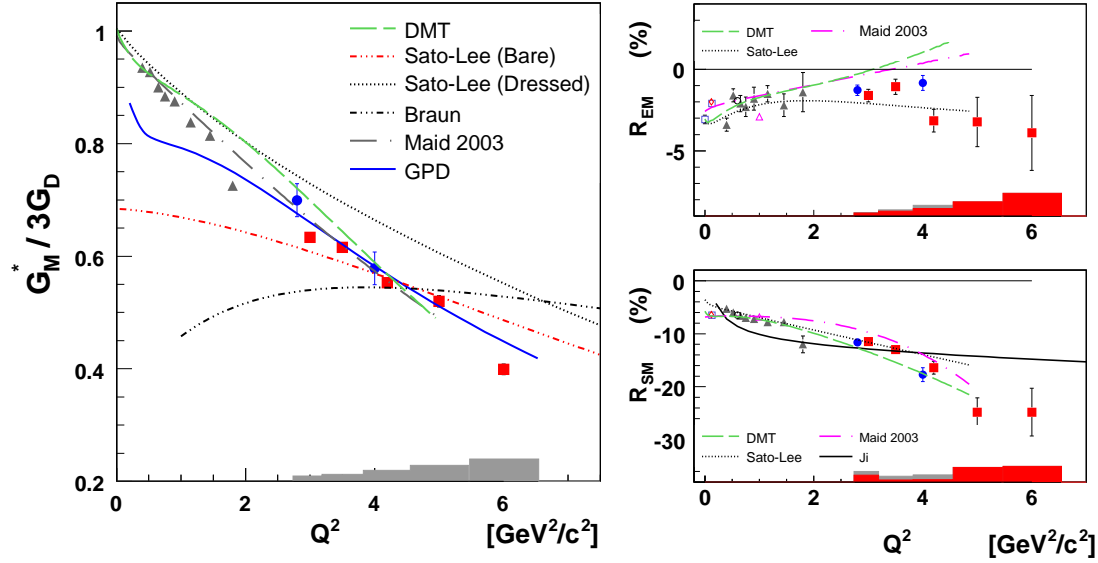 G*M / 3GD
1
0.8
0.6
0.4
0.2
0
2
4
6
Q2
[GeV2/c2]
DMT
Sato-Lee (Bare)
Sato-Lee (Dressed)
Braun
Maid 2003
GPD
REM (%)
0
-5
DMT
Maid 2003
Sato-Lee
0
2
4
6
RSM (%)
0
-10
-20
-30
DMT
Maid 2003
Sato-Lee
Ji
0
2
4
6
Q2
[GeV2/c2]